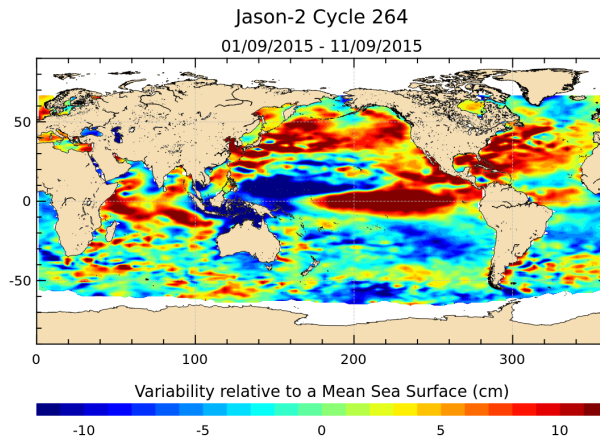 Jason-2 Cycle 264
01/09/2015 - 11/09/2015
50
0
-50
0 100 200 300
Variability relative to a Mean Sea Surface (cm)
-10 -5 0 5 10